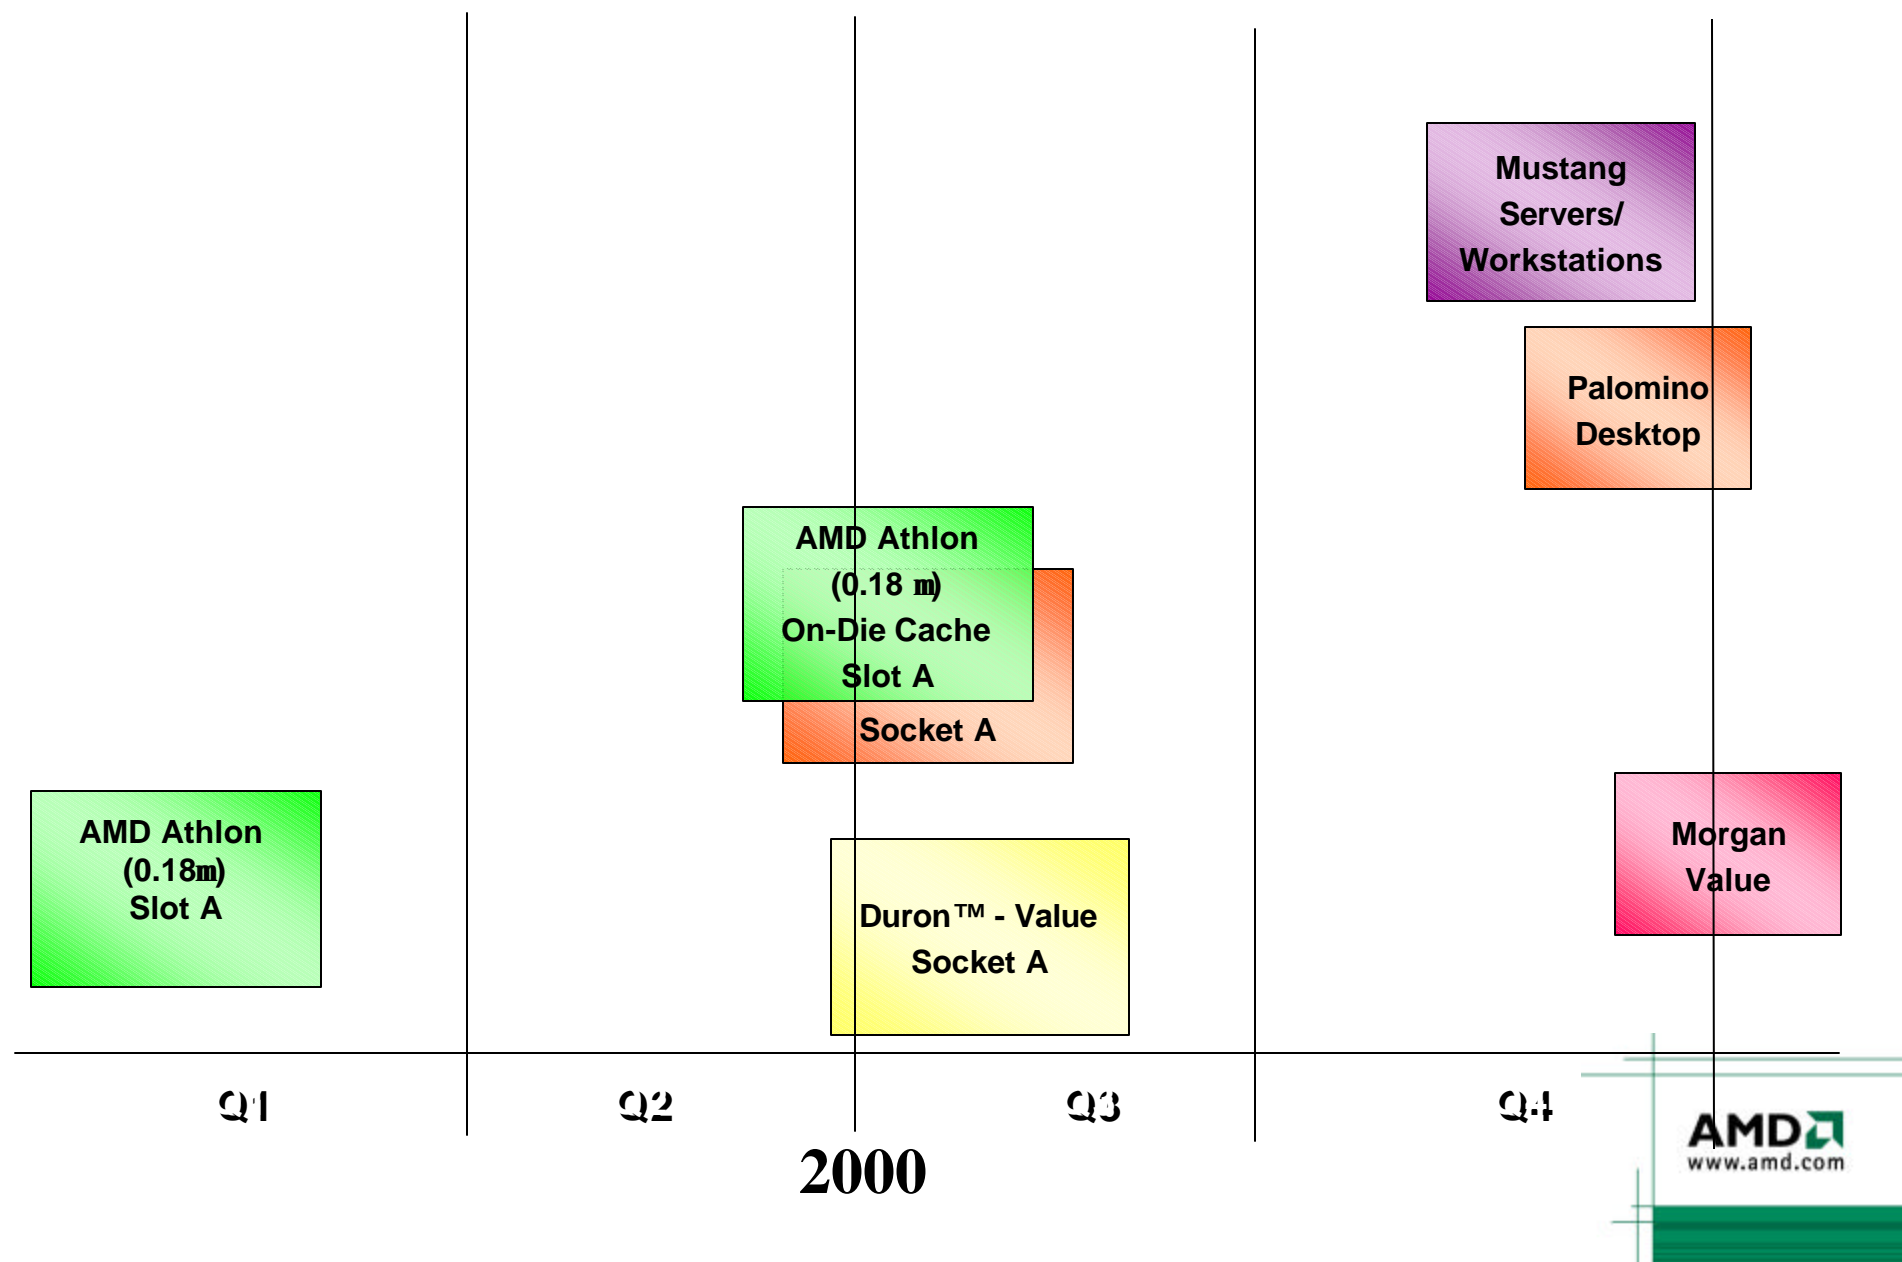 Mustang
Servers/
Workstations
Palomino
Desktop
AMD Athlon
(0.18 m)
On-Die Cache
Slot A
Socket A
AMD Athlon
(0.18m)
Slot A
Duron™ - Value
Socket A
Morgan
Value
Q1
Q2
Q3
Q4
2000
AMD
www.amd.com